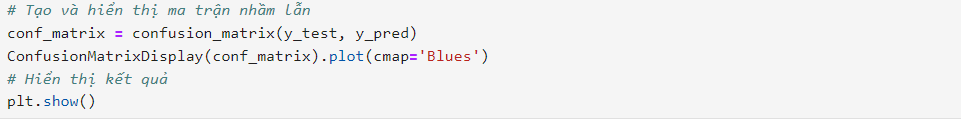 # Tạo và hiển thị ma trận nhầm lẫn
conf_matrix = confusion_matrix(y_test, y_pred)
ConfusionMatrixDisplay(conf_matrix).plot(cmap='Blues')
# Hiển thị kết quả
plt.show()